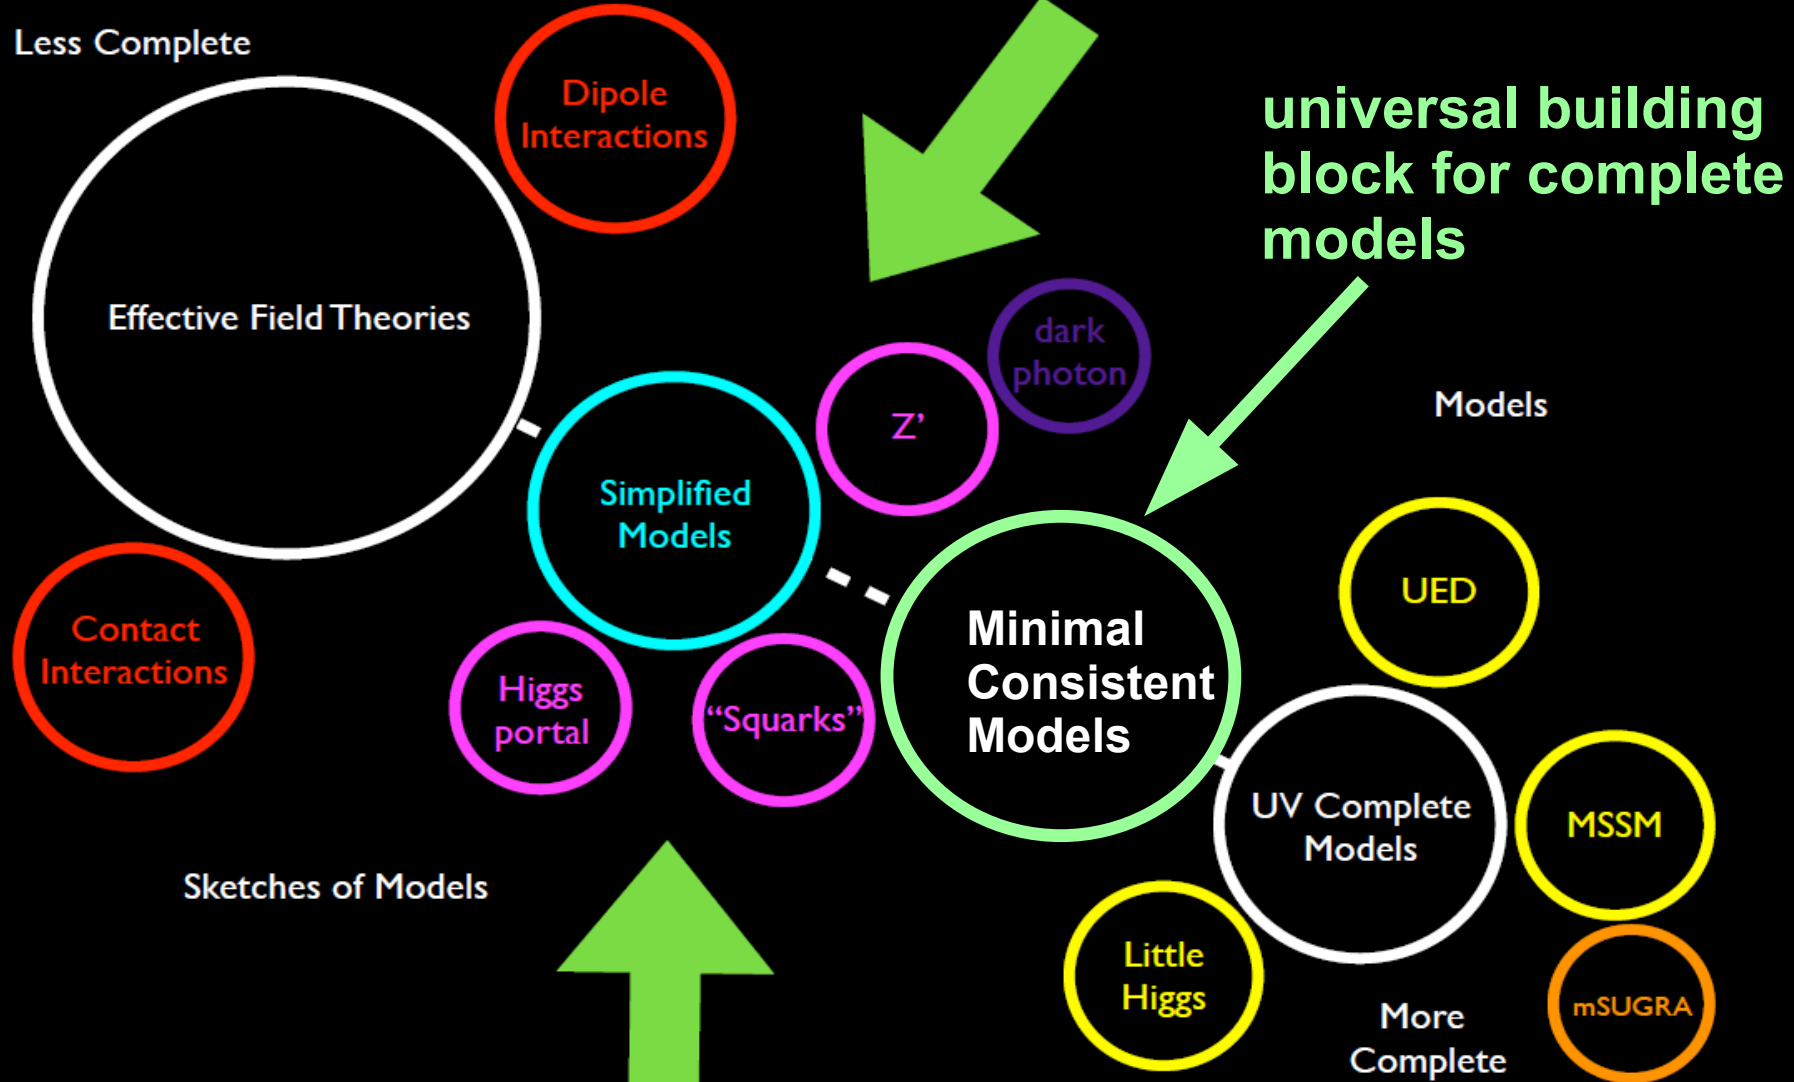 Less Complete
Dipole
Interactions
universal building
block for complete
models
Effective Field Theories
dark
photon
Z’
Models
Simplified
Models
UED
Contact
Interactions
Minimal
Consistent
Models
Higgs
portal
“Squarks”
UV Complete
Models
MSSM
Sketches of Models
Little
Higgs
mSUGRA
More
Complete